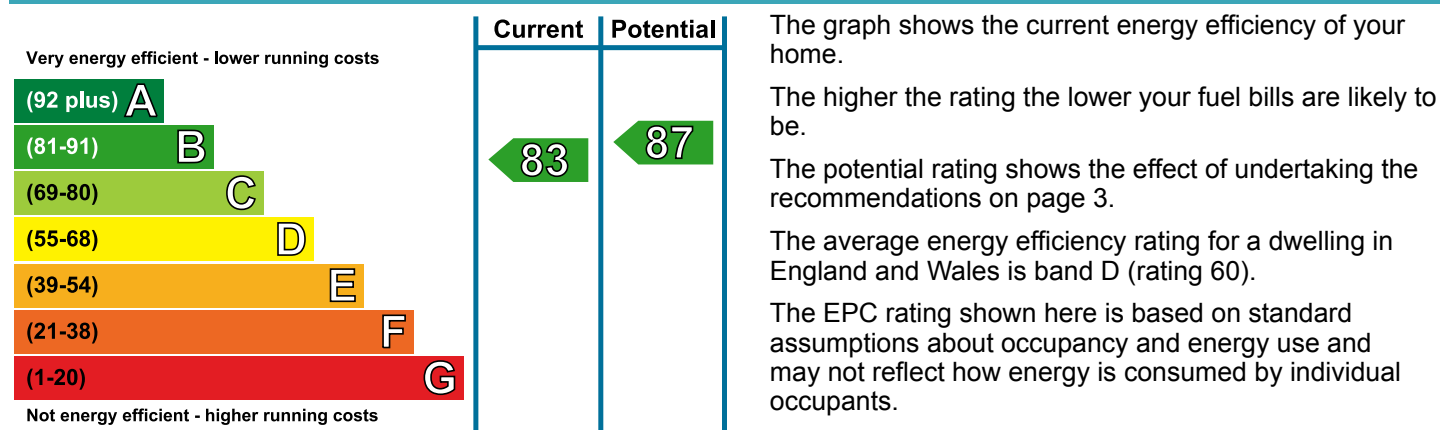 Current Potential
Very energy efficient - lower running costs
(92 plus) A
(81-91) B
(69-80) C
(55-68) D
(39-54) E
(21-38) F
(1-20) G
Not energy efficient - higher running costs
83
87
The graph shows the current energy efficiency of your
home.
The higher the rating the lower your fuel bills are likely to
be.
The potential rating shows the effect of undertaking the
recommendations on page 3.
The average energy efficiency rating for a dwelling in
England and Wales is band D (rating 60).
The EPC rating shown here is based on standard
assumptions about occupancy and energy use and
may not reflect how energy is consumed by individual
occupants.